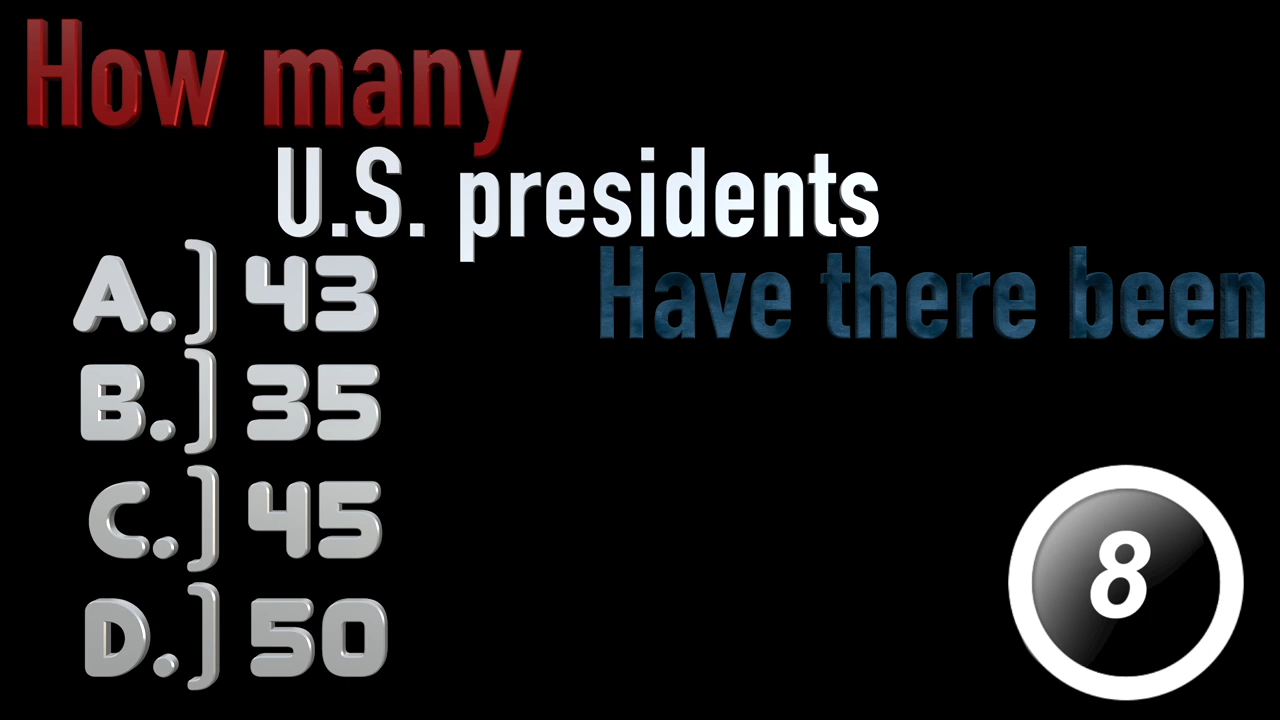 How many
U.S. presidents
Have there been
A.) 43
B.) 35
C.) 45
D.) 50
8